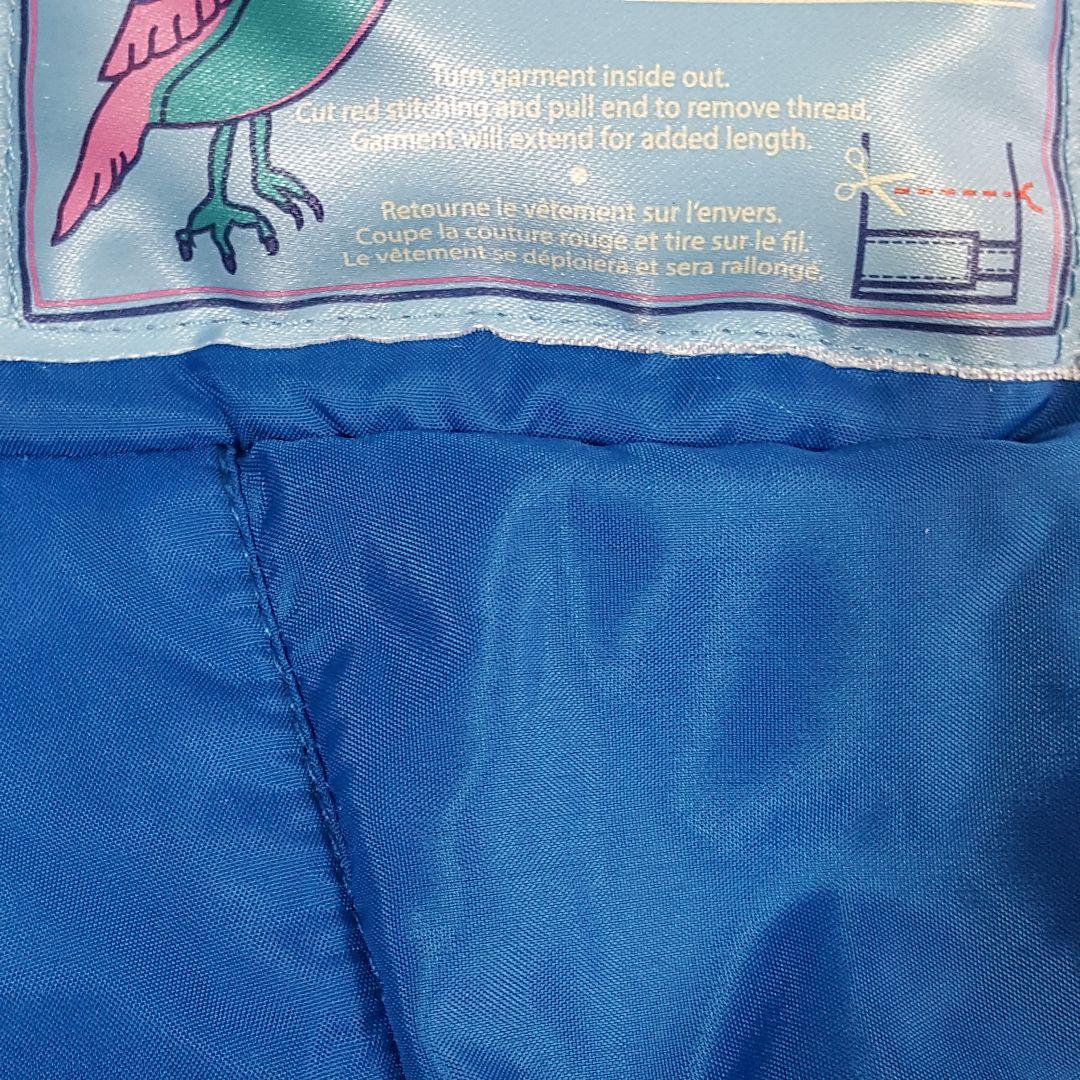 Turn garment inside out.
Cut red stitching and pull end to remove thread.
Garment will extend for added length.
Retourne le vêtement sur l'envers.
Coupe la couture rouge et tire sur le fil.
Le vêtement se déploiera et sera rallongé